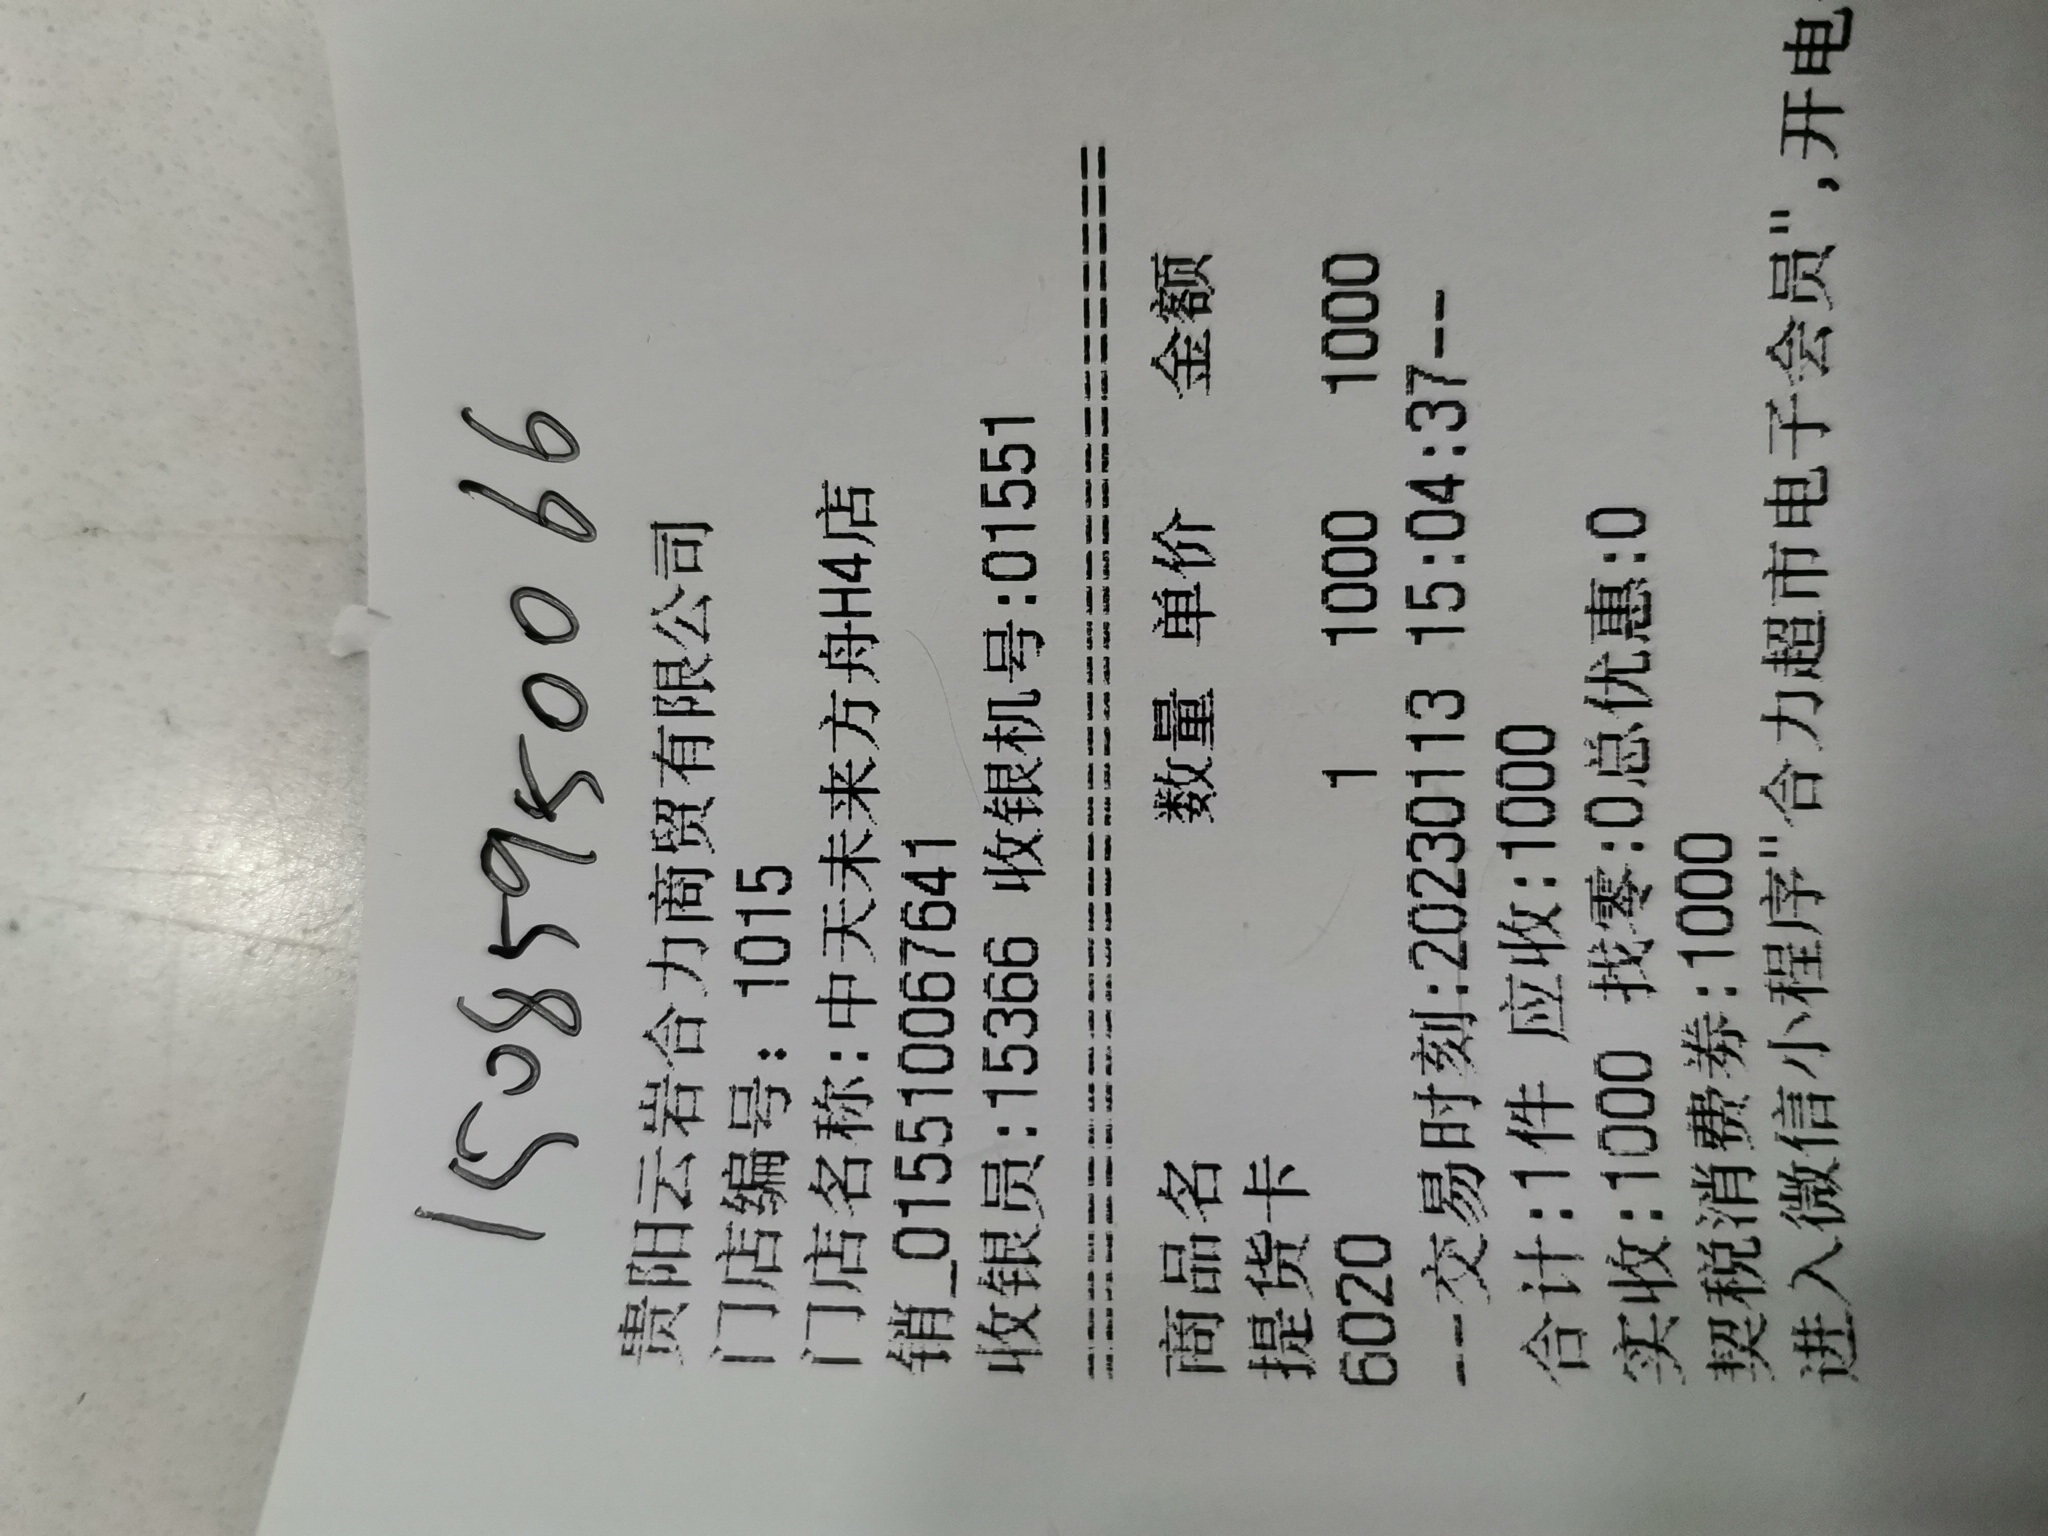 15085950066
贵阳云岩合力商贸有限公司
门店编号: 1015
门店名称:中天未来方舟H4店
销_015510067641
收银员:15366 收银机号:01551
================================
商品名 数量 单价 金额
提货卡
6020 1 1000 1000
---交易时刻:20230113 15:04:37--
合计:1件 应收:1000
实收:1000 找零:0总优惠:0
契税消费券:1000
进入微信小程序"合力超市电子会员",开电